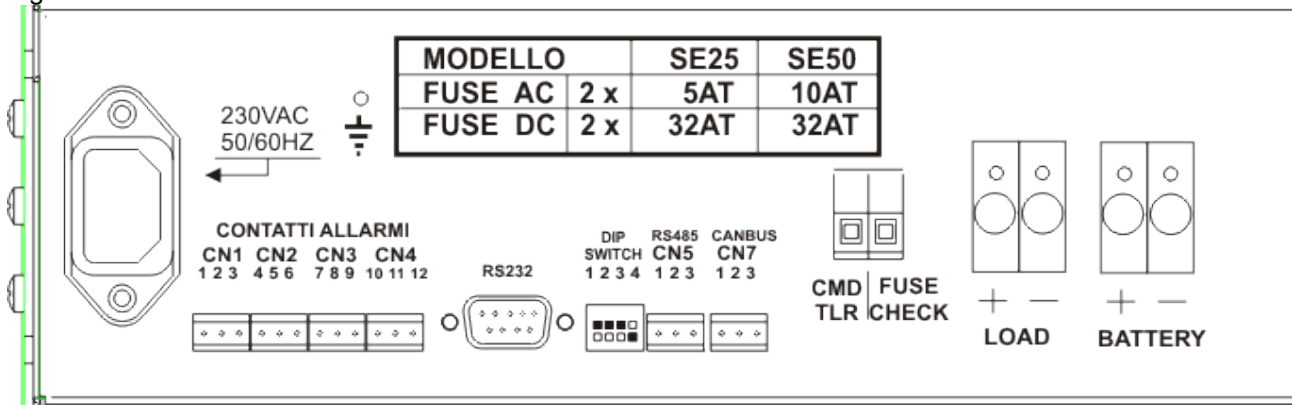 MODELLO SE25 SE50
FUSE AC 2 x 5AT 10AT
FUSE DC 2 x 32AT 32AT
230VAC
50/60HZ
CONTATTI ALLARMI
CN1 CN2 CN3 CN4
1 2 3 4 5 6 7 8 9 10 11 12
RS232
DIP
SWITCH
1 2 3 4
RS485
CN5
1 2 3
CANBUS
CN7
1 2 3
CMD
TLR
FUSE
CHECK
+ −
LOAD
+ −
BATTERY